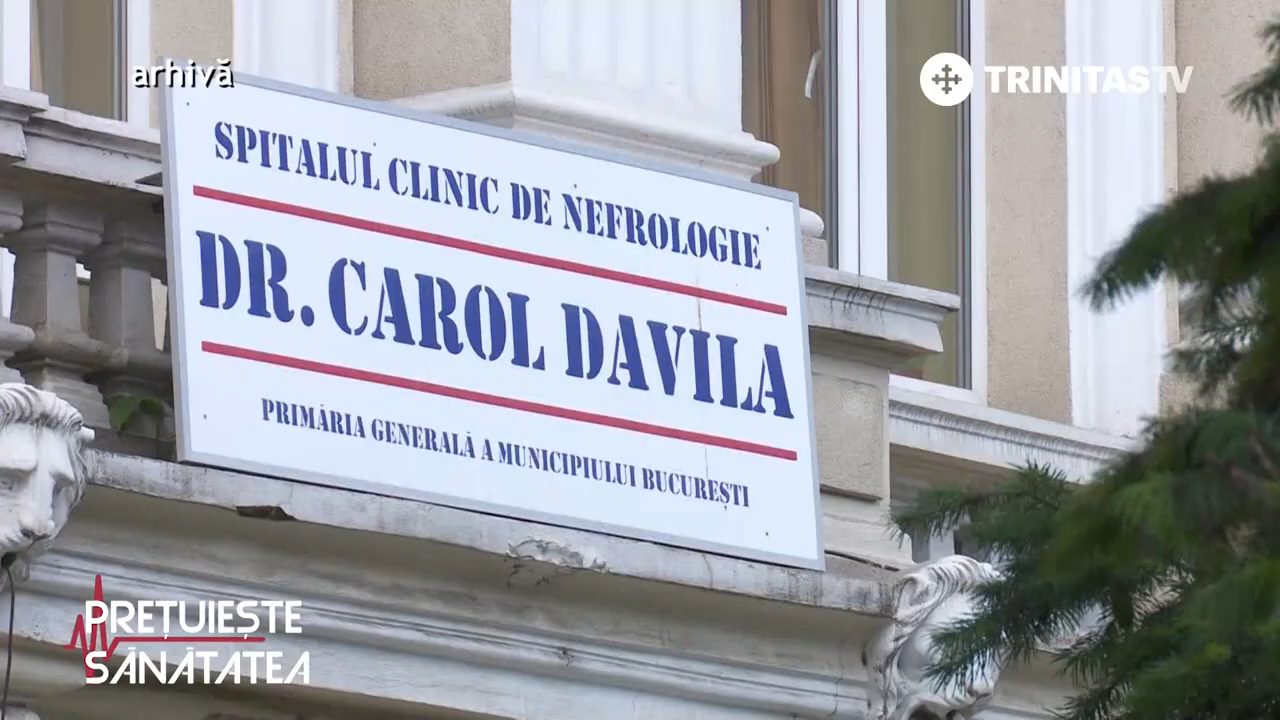 arhivă
TRINITAS TV
SPITALUL CLINIC DE NEFROLOGIE
DR. CAROL DAVILA
PRIMĂRIA GENERALĂ A MUNICIPIULUI BUCUREȘTI
PREȚUIEȘTE
SĂNĂTATEA